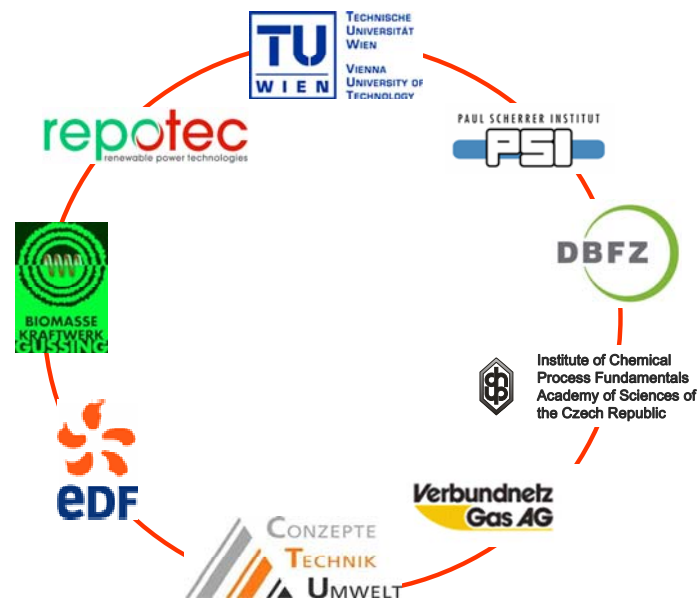 TU
WIEN
TECHNISCHE
UNIVERSITÄT
WIEN
VIENNA
UNIVERSITY OF
TECHNOLOGY
PAUL SCHERRER INSTITUT
PSI
repotec
renewable power technologies
DBFZ
BIOMASSE
KRAFTWERK
GÜSSING
Institute of Chemical
Process Fundamentals
Academy of Sciences of
the Czech Republic
eDF
Verbundnetz
Gas AG
CONZEPTE
TECHNIK
UMWELT